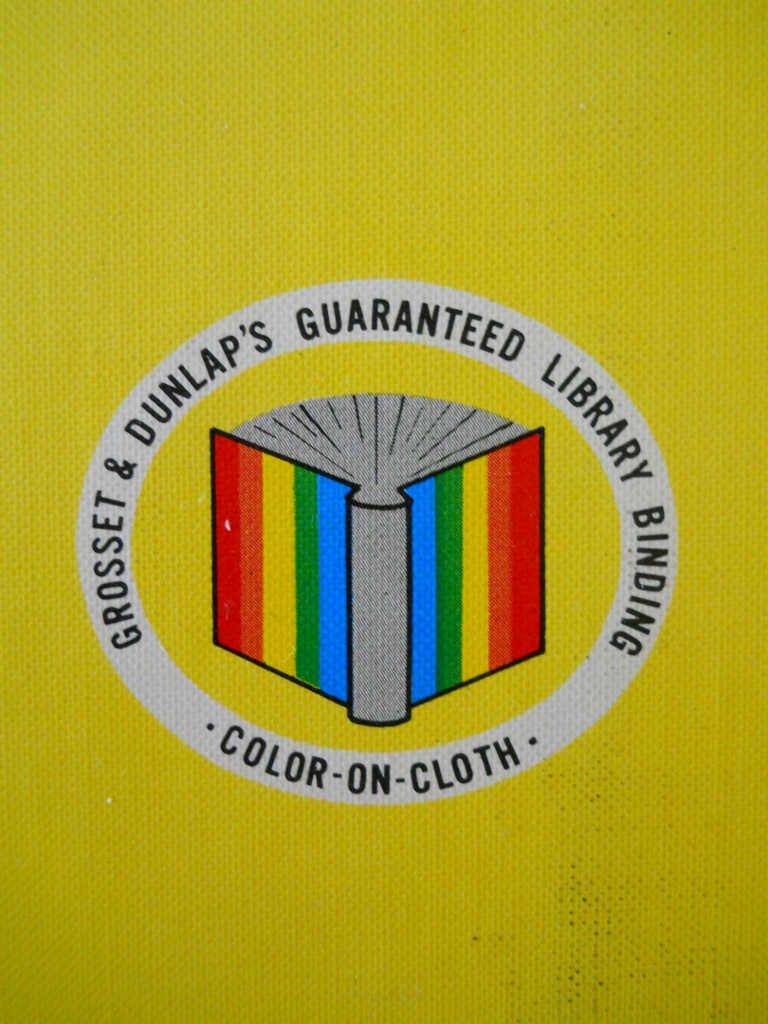 GROSSET & DUNLAP'S GUARANTEED LIBRARY BINDING
· COLOR-ON-CLOTH ·